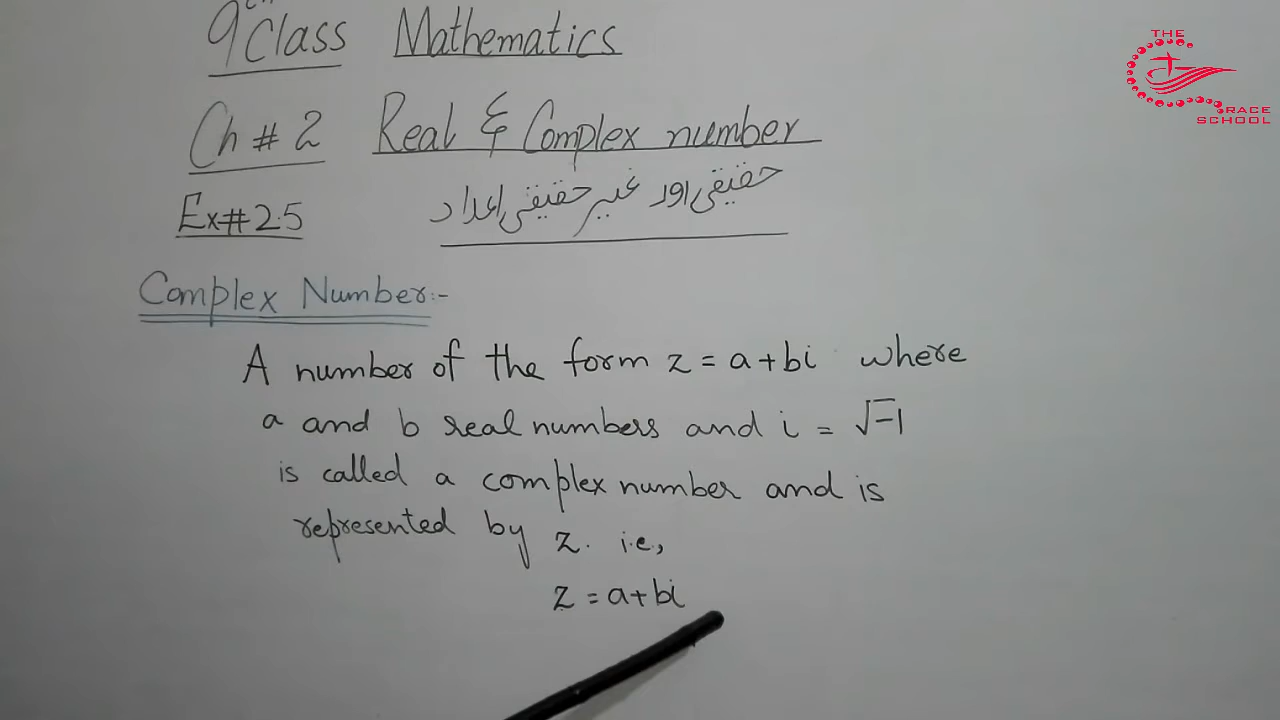 9th Class Mathematics
Ch # 2 Real & Complex number
Ex# 2.5 حقیقی اور غیر حقیقی اعداد
Complex Number:-
A number of the form z = a+bi where
a and b real numbers and i = √-1
is called a complex number and is
represented by z. i.e,
z = a+bi
THE
RACE
SCHOOL